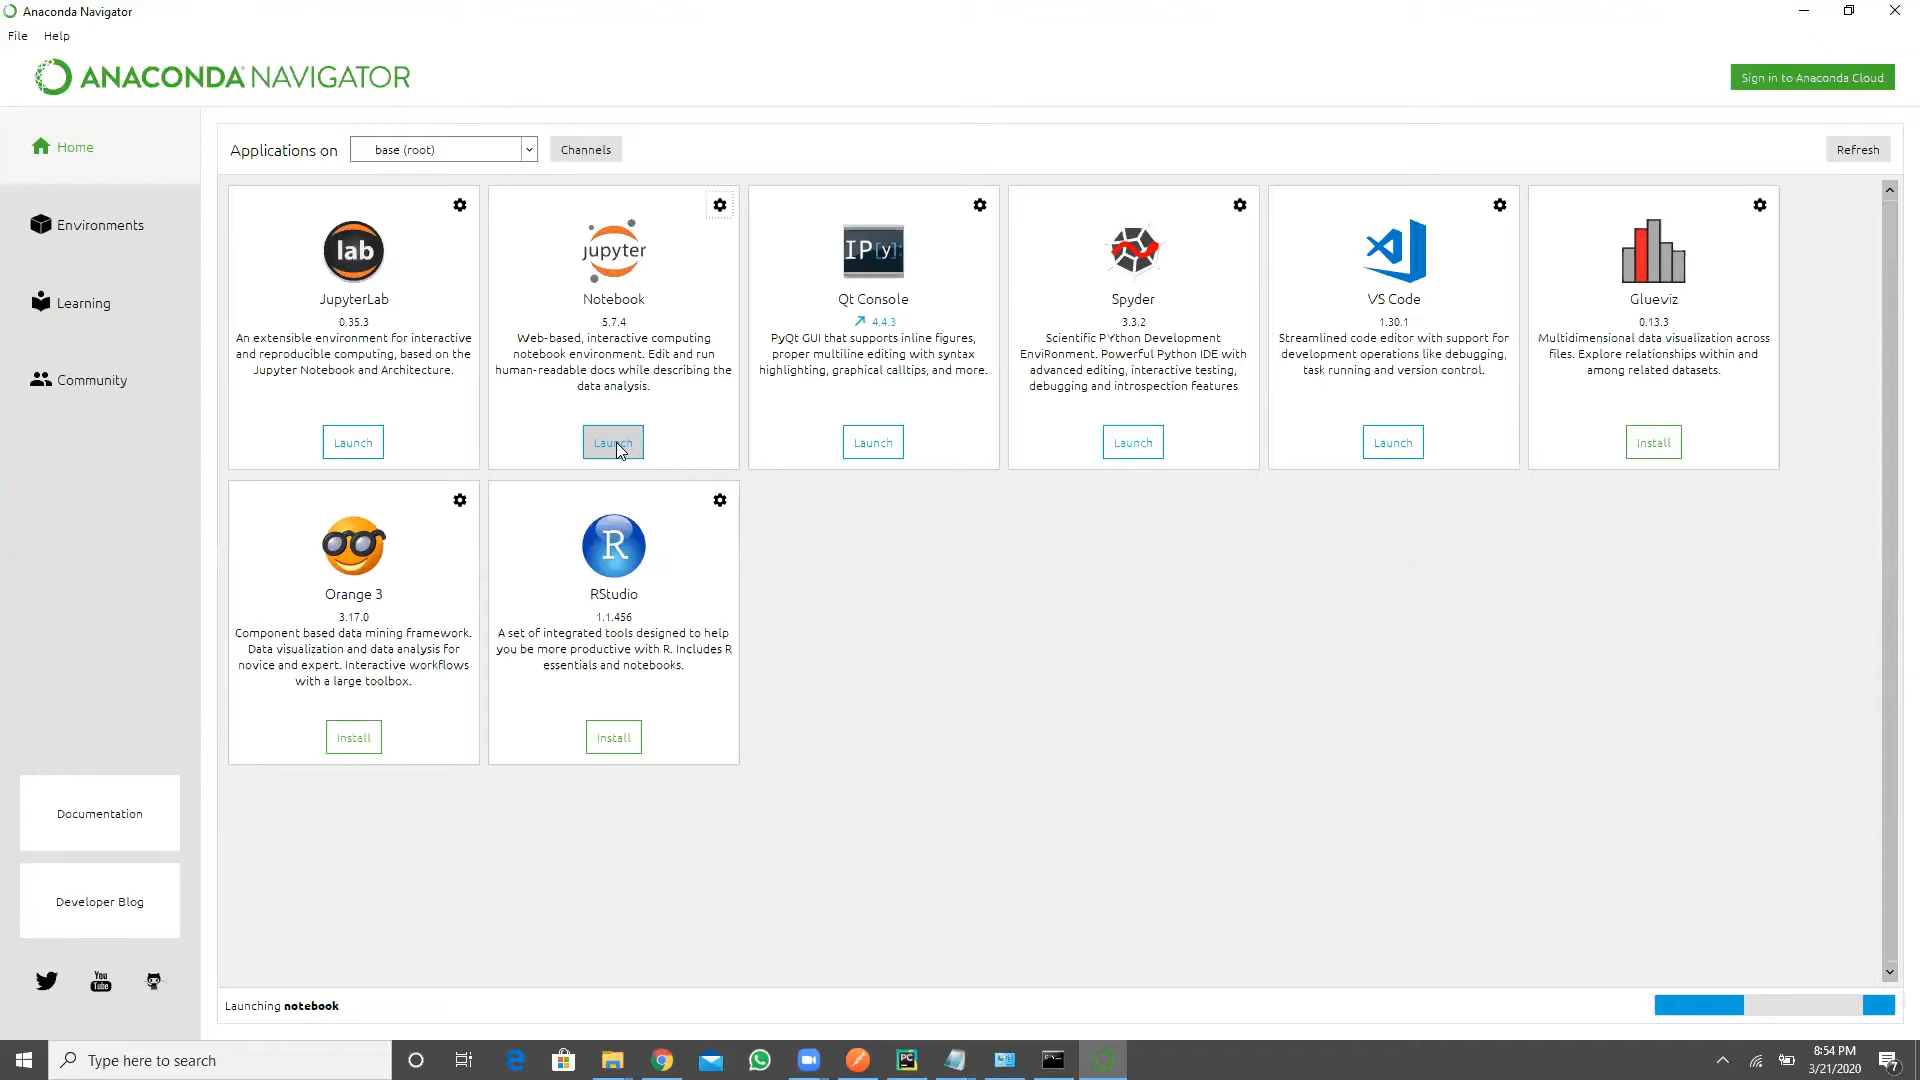 Anaconda Navigator
File Help
ANACONDA NAVIGATOR
Sign in to Anaconda Cloud
Home
Environments
Learning
Community
Documentation
Developer Blog
You
Tube
Applications on base (root) Channels Refresh
lab
JupyterLab
0.35.3
An extensible environment for interactive
and reproducible computing, based on the
Jupyter Notebook and Architecture.
Launch
jupyter
Notebook
5.7.4
Web-based, interactive computing
notebook environment. Edit and run
human-readable docs while describing the
data analysis.
Launch
IP[y]:
Qt Console
4.4.3
PyQt GUI that supports inline figures,
proper multiline editing with syntax
highlighting, graphical calltips, and more.
Launch
Spyder
3.3.2
Scientific PYthon Development
EnviRonment. Powerful Python IDE with
advanced editing, interactive testing,
debugging and introspection features
Launch
VS Code
1.30.1
Streamlined code editor with support for
development operations like debugging,
task running and version control.
Launch
Glueviz
0.13.3
Multidimensional data visualization across
files. Explore relationships within and
among related datasets.
Install
Orange 3
3.17.0
Component based data mining framework.
Data visualization and data analysis for
novice and expert. Interactive workflows
with a large toolbox.
Install
R
RStudio
1.1.456
A set of integrated tools designed to help
you be more productive with R. Includes R
essentials and notebooks.
Install
Launching notebook
Type here to search
PC
8:54 PM
3/21/2020
7